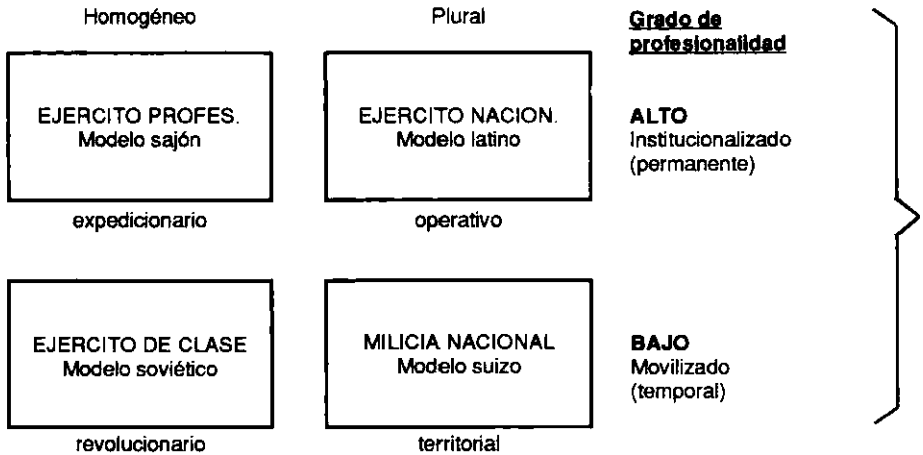 Homogéneo
Plural
Grado de
profesionalidad
EJERCITO PROFES.
Modelo sajón
EJERCITO NACION.
Modelo latino
ALTO
Institucionalizado
(permanente)
expedicionario
operativo
EJERCITO DE CLASE
Modelo soviético
MILICIA NACIONAL
Modelo suizo
BAJO
Movilizado
(temporal)
revolucionario
territorial